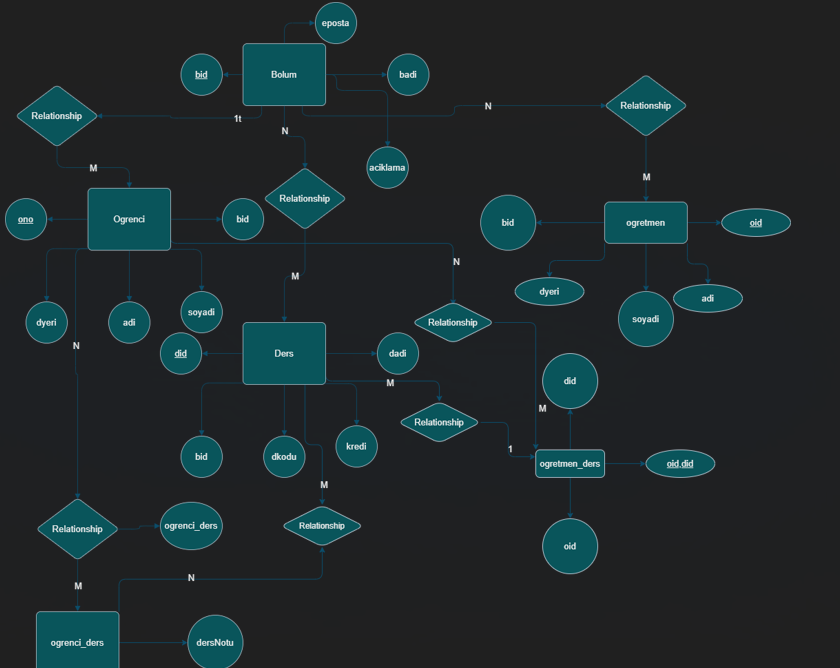 eposta
bid
Bolum
badi
Relationship
1t
N
N
Relationship
aciklama
M
Relationship
M
ono
Ogrenci
bid
bid
ogretmen
oid
N
M
dyeri
adi
soyadi
dyeri
adi
soyadi
Relationship
N
did
Ders
dadi
M
did
M
Relationship
1
bid
dkodu
kredi
ogretmen_ders
oid,did
M
Relationship
ogrenci_ders
Relationship
oid
N
M
ogrenci_ders
dersNotu